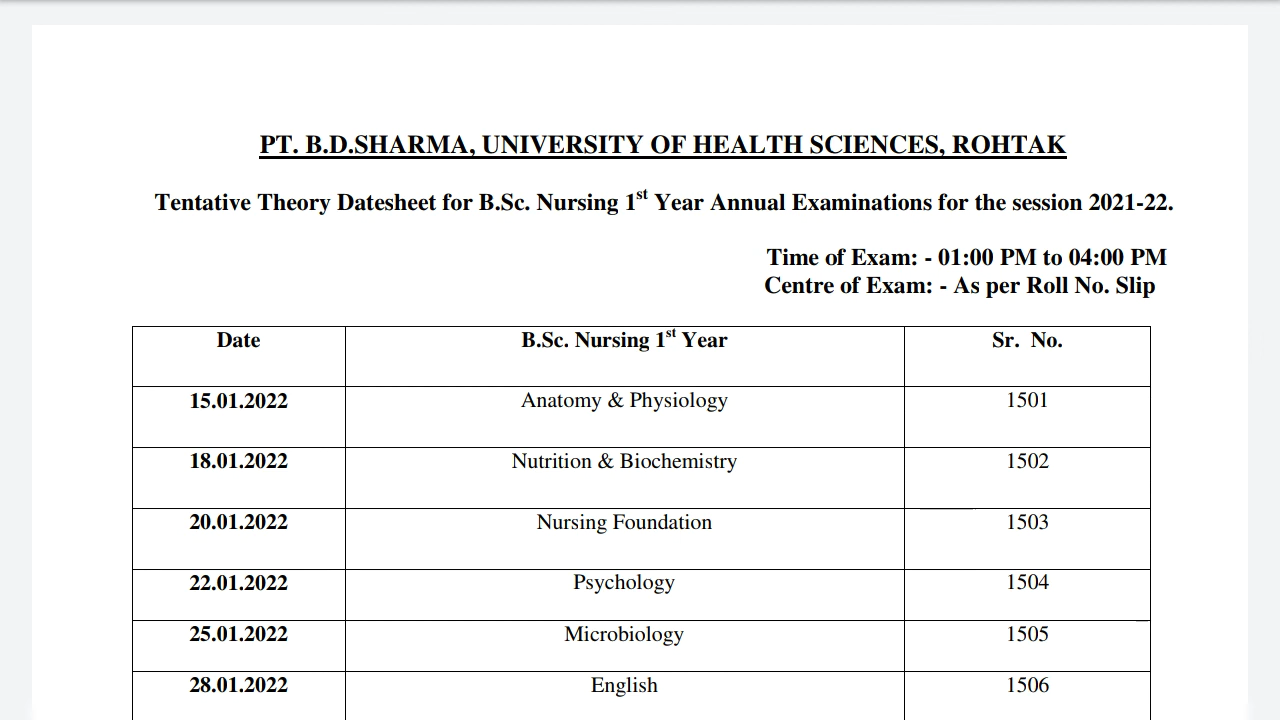 PT. B.D.SHARMA, UNIVERSITY OF HEALTH SCIENCES, ROHTAK
Tentative Theory Datesheet for B.Sc. Nursing 1st Year Annual Examinations for the session 2021-22.
Time of Exam: - 01:00 PM to 04:00 PM
Centre of Exam: - As per Roll No. Slip
Date B.Sc. Nursing 1st Year Sr. No.
15.01.2022 Anatomy & Physiology 1501
18.01.2022 Nutrition & Biochemistry 1502
20.01.2022 Nursing Foundation 1503
22.01.2022 Psychology 1504
25.01.2022 Microbiology 1505
28.01.2022 English 1506